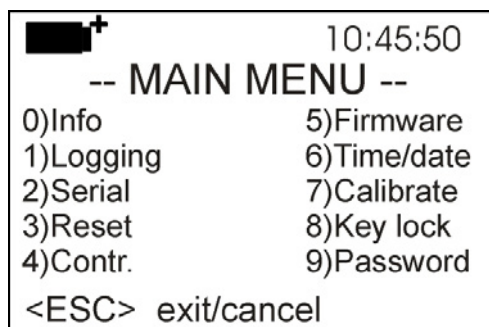 + 10:45:50
-- MAIN MENU --
0)Info 5)Firmware
1)Logging 6)Time/date
2)Serial 7)Calibrate
3)Reset 8)Key lock
4)Contr. 9)Password
<ESC> exit/cancel